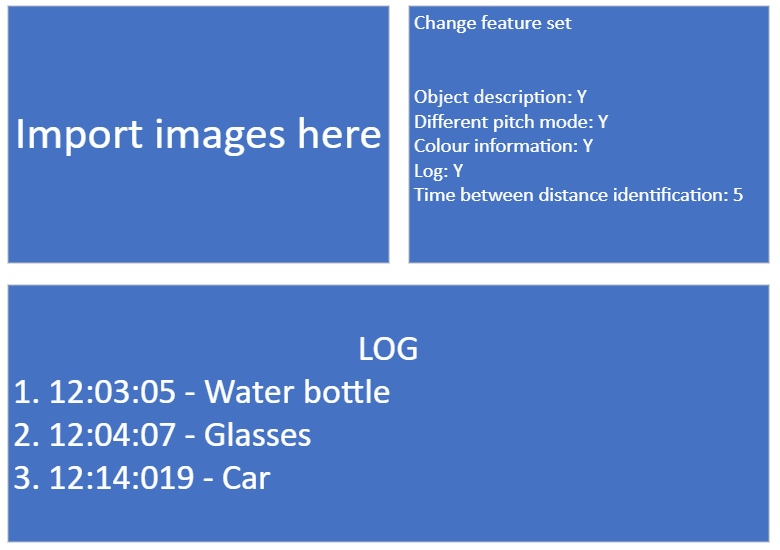 Import images here
Change feature set
Object description: Y
Different pitch mode: Y
Colour information: Y
Log: Y
Time between distance identification: 5
LOG
1. 12:03:05 - Water bottle
2. 12:04:07 - Glasses
3. 12:14:019 - Car